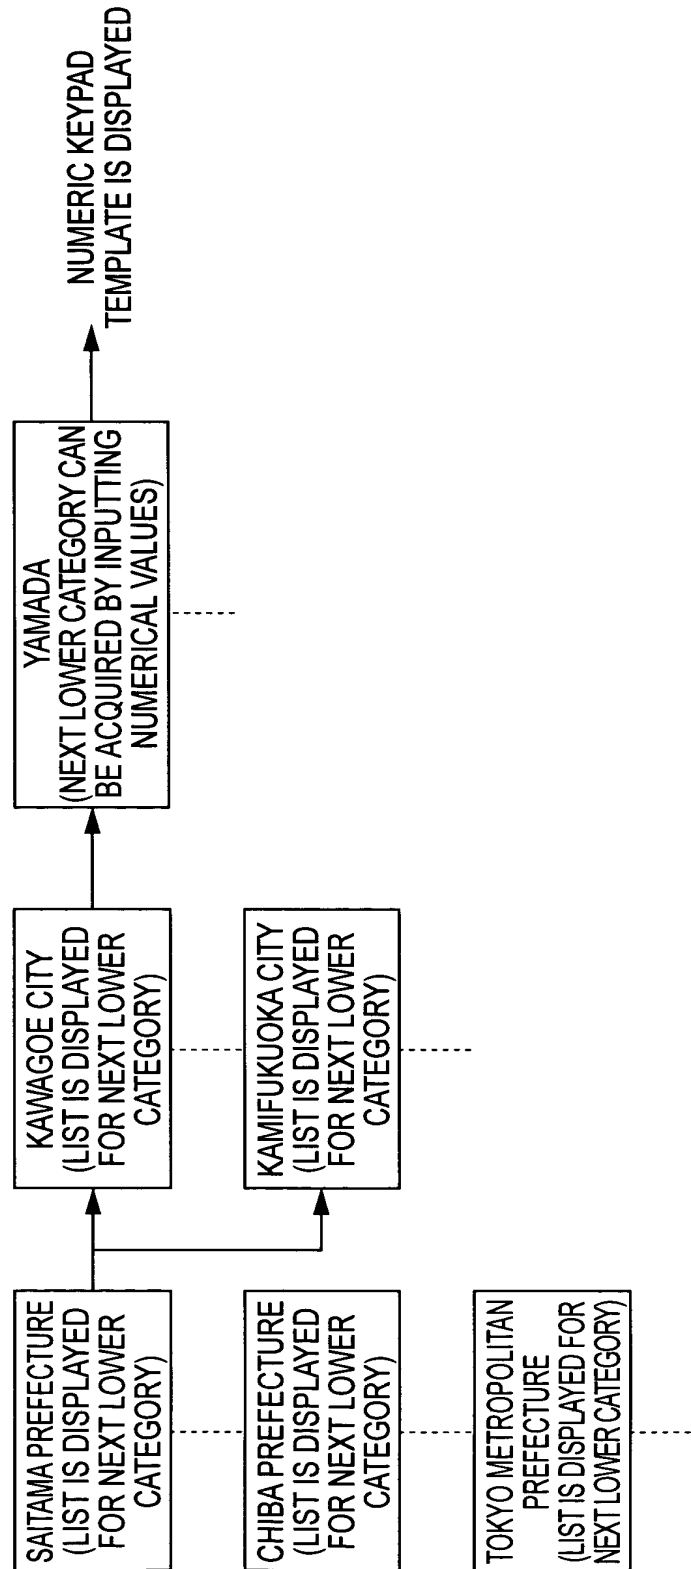 SAITAMA PREFECTURE
(LIST IS DISPLAYED
FOR NEXT LOWER
CATEGORY)
KAWAGOE CITY
(LIST IS DISPLAYED
FOR NEXT LOWER
CATEGORY)
YAMADA
(NEXT LOWER CATEGORY CAN
BE ACQUIRED BY INPUTTING
NUMERICAL VALUES)
NUMERIC KEYPAD
TEMPLATE IS DISPLAYED
CHIBA PREFECTURE
(LIST IS DISPLAYED
FOR NEXT LOWER
CATEGORY)
KAMIFUKUOKA CITY
(LIST IS DISPLAYED
FOR NEXT LOWER
CATEGORY)
TOKYO METROPOLITAN
PREFECTURE
(LIST IS DISPLAYED FOR
NEXT LOWER CATEGORY)